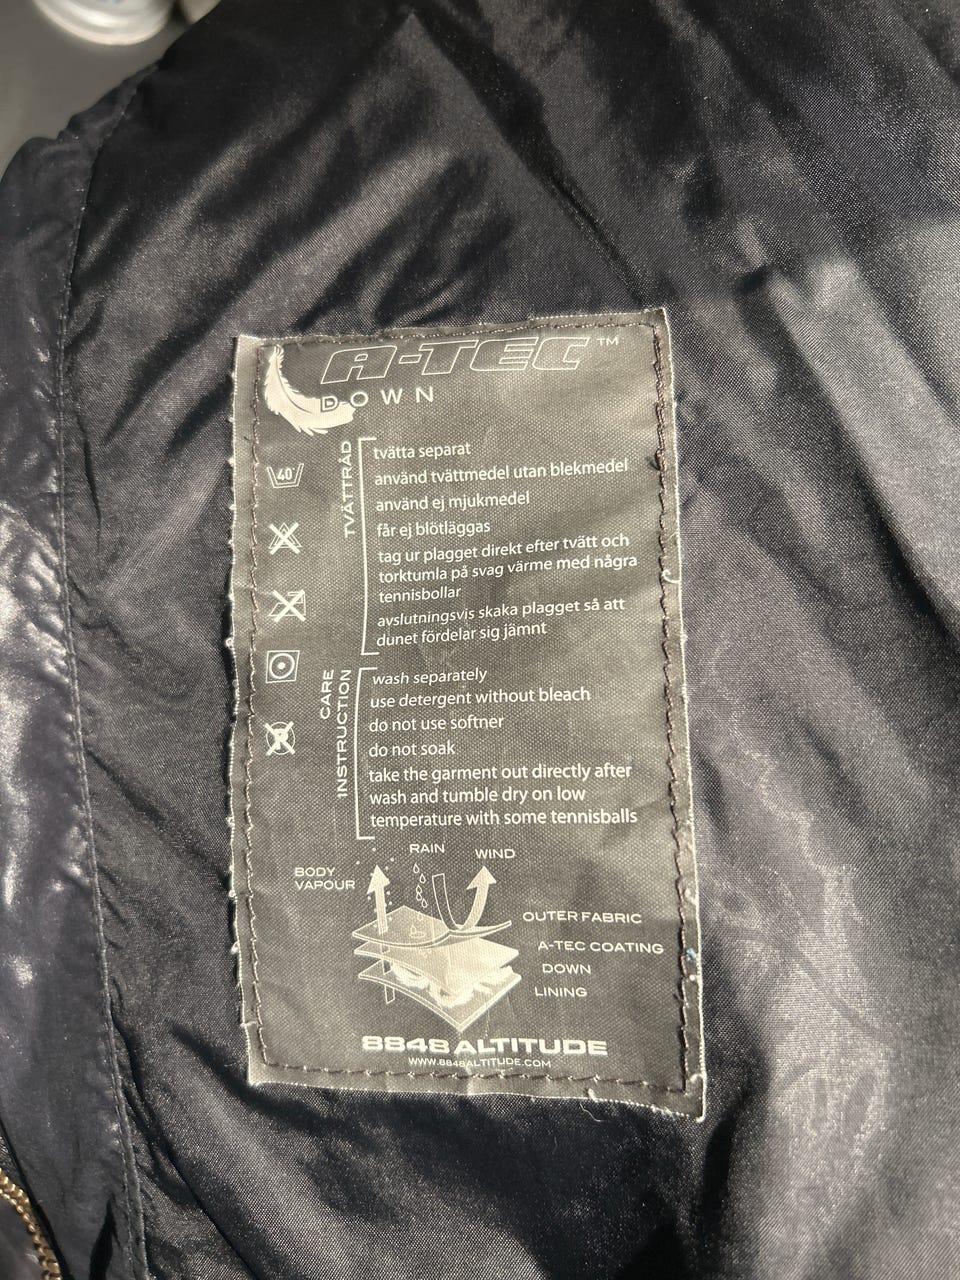 A-TEC™
DOWN
TVÄTTRÅD
tvätta separat
använd tvättmedel utan blekmedel
använd ej mjukmedel
får ej blötläggas
tag ur plagget direkt efter tvätt och
torktumla på svag värme med några
tennisbollar
avslutningsvis skaka plagget så att
dunet fördelar sig jämnt
40°
CARE
INSTRUCTION
wash separately
use detergent without bleach
do not use softner
do not soak
take the garment out directly after
wash and tumble dry on low
temperature with some tennisballs
RAIN
WIND
BODY
VAPOUR
OUTER FABRIC
A-TEC COATING
DOWN
LINING
8848 ALTITUDE
WWW.8848ALTITUDE.COM